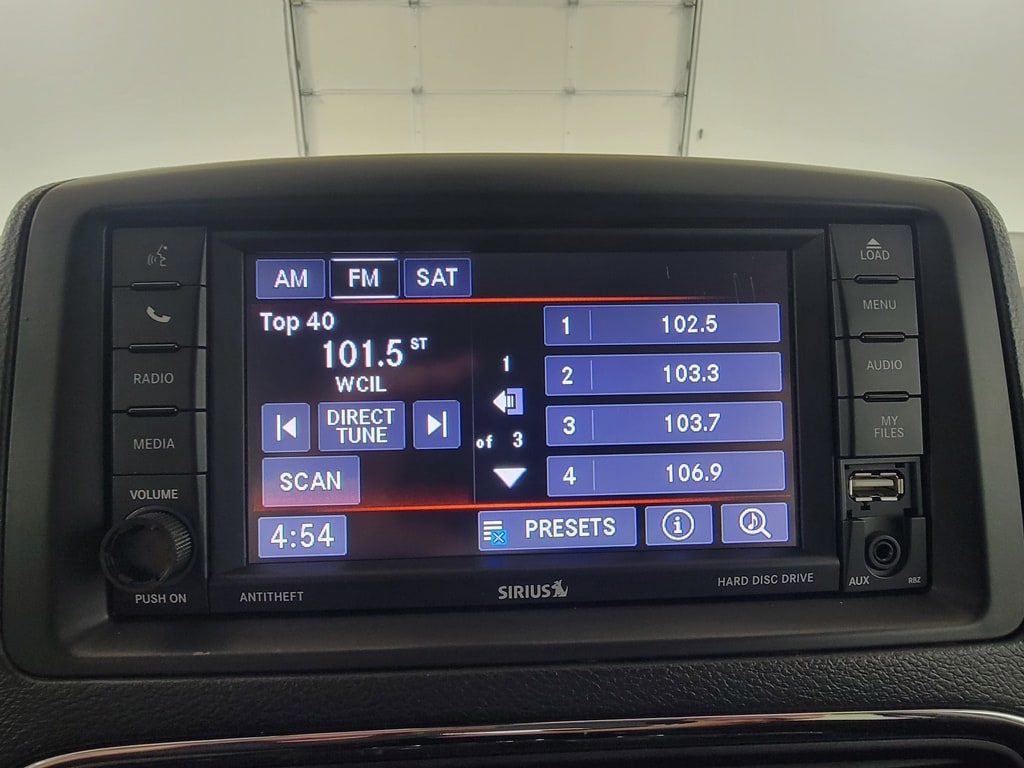 AM FM SAT
Top 40
101.5 ST
WCIL
DIRECT
TUNE
SCAN
4:54
1
of 3
1 102.5
2 103.3
3 103.7
4 106.9
PRESETS
i
RADIO
MEDIA
VOLUME
PUSH ON
ANTITHEFT
SIRIUS
HARD DISC DRIVE
LOAD
MENU
AUDIO
MY
FILES
AUX
RBZ